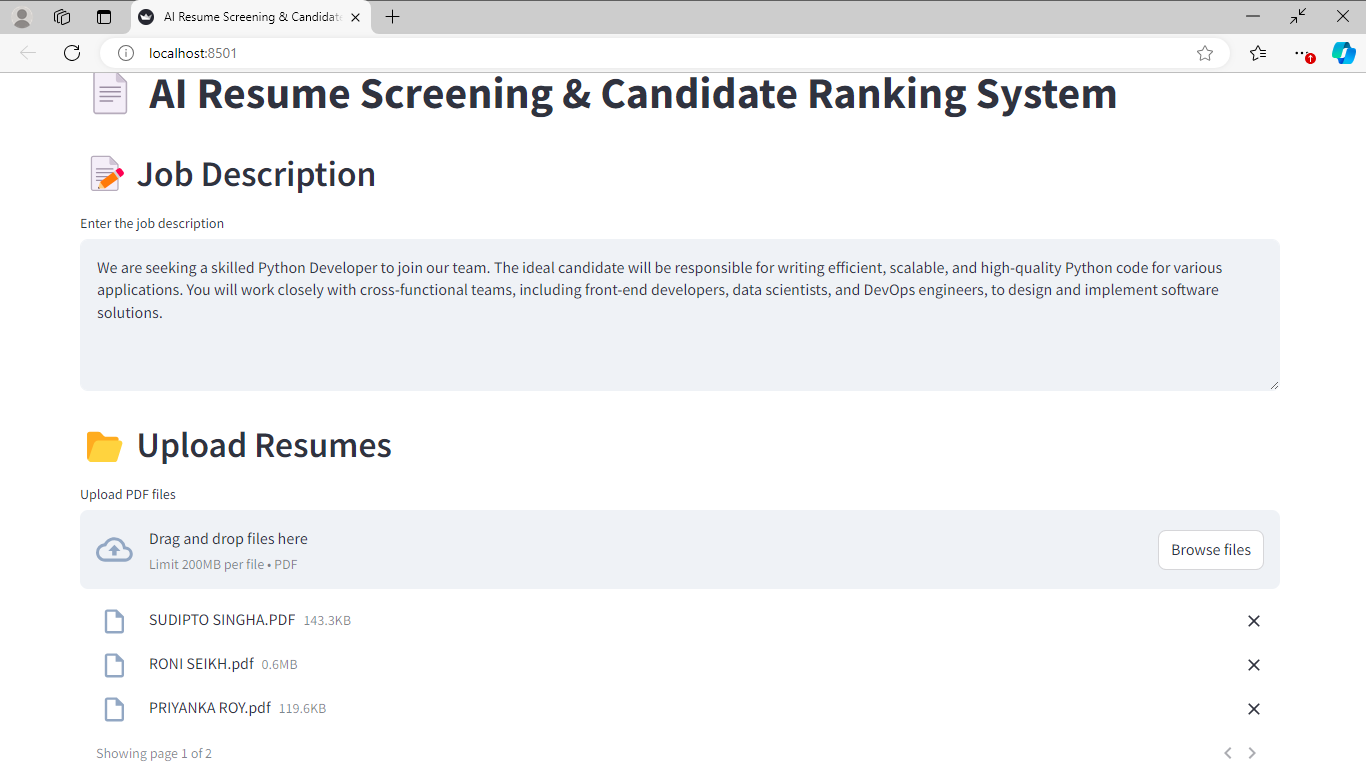 AI Resume Screening & Candidate
localhost:8501
AI Resume Screening & Candidate Ranking System
Job Description
Enter the job description
We are seeking a skilled Python Developer to join our team. The ideal candidate will be responsible for writing efficient, scalable, and high-quality Python code for various
applications. You will work closely with cross-functional teams, including front-end developers, data scientists, and DevOps engineers, to design and implement software
solutions.
Upload Resumes
Upload PDF files
Drag and drop files here
Limit 200MB per file • PDF
Browse files
SUDIPTO SINGHA.PDF 143.3KB
RONI SEIKH.pdf 0.6MB
PRIYANKA ROY.pdf 119.6KB
Showing page 1 of 2